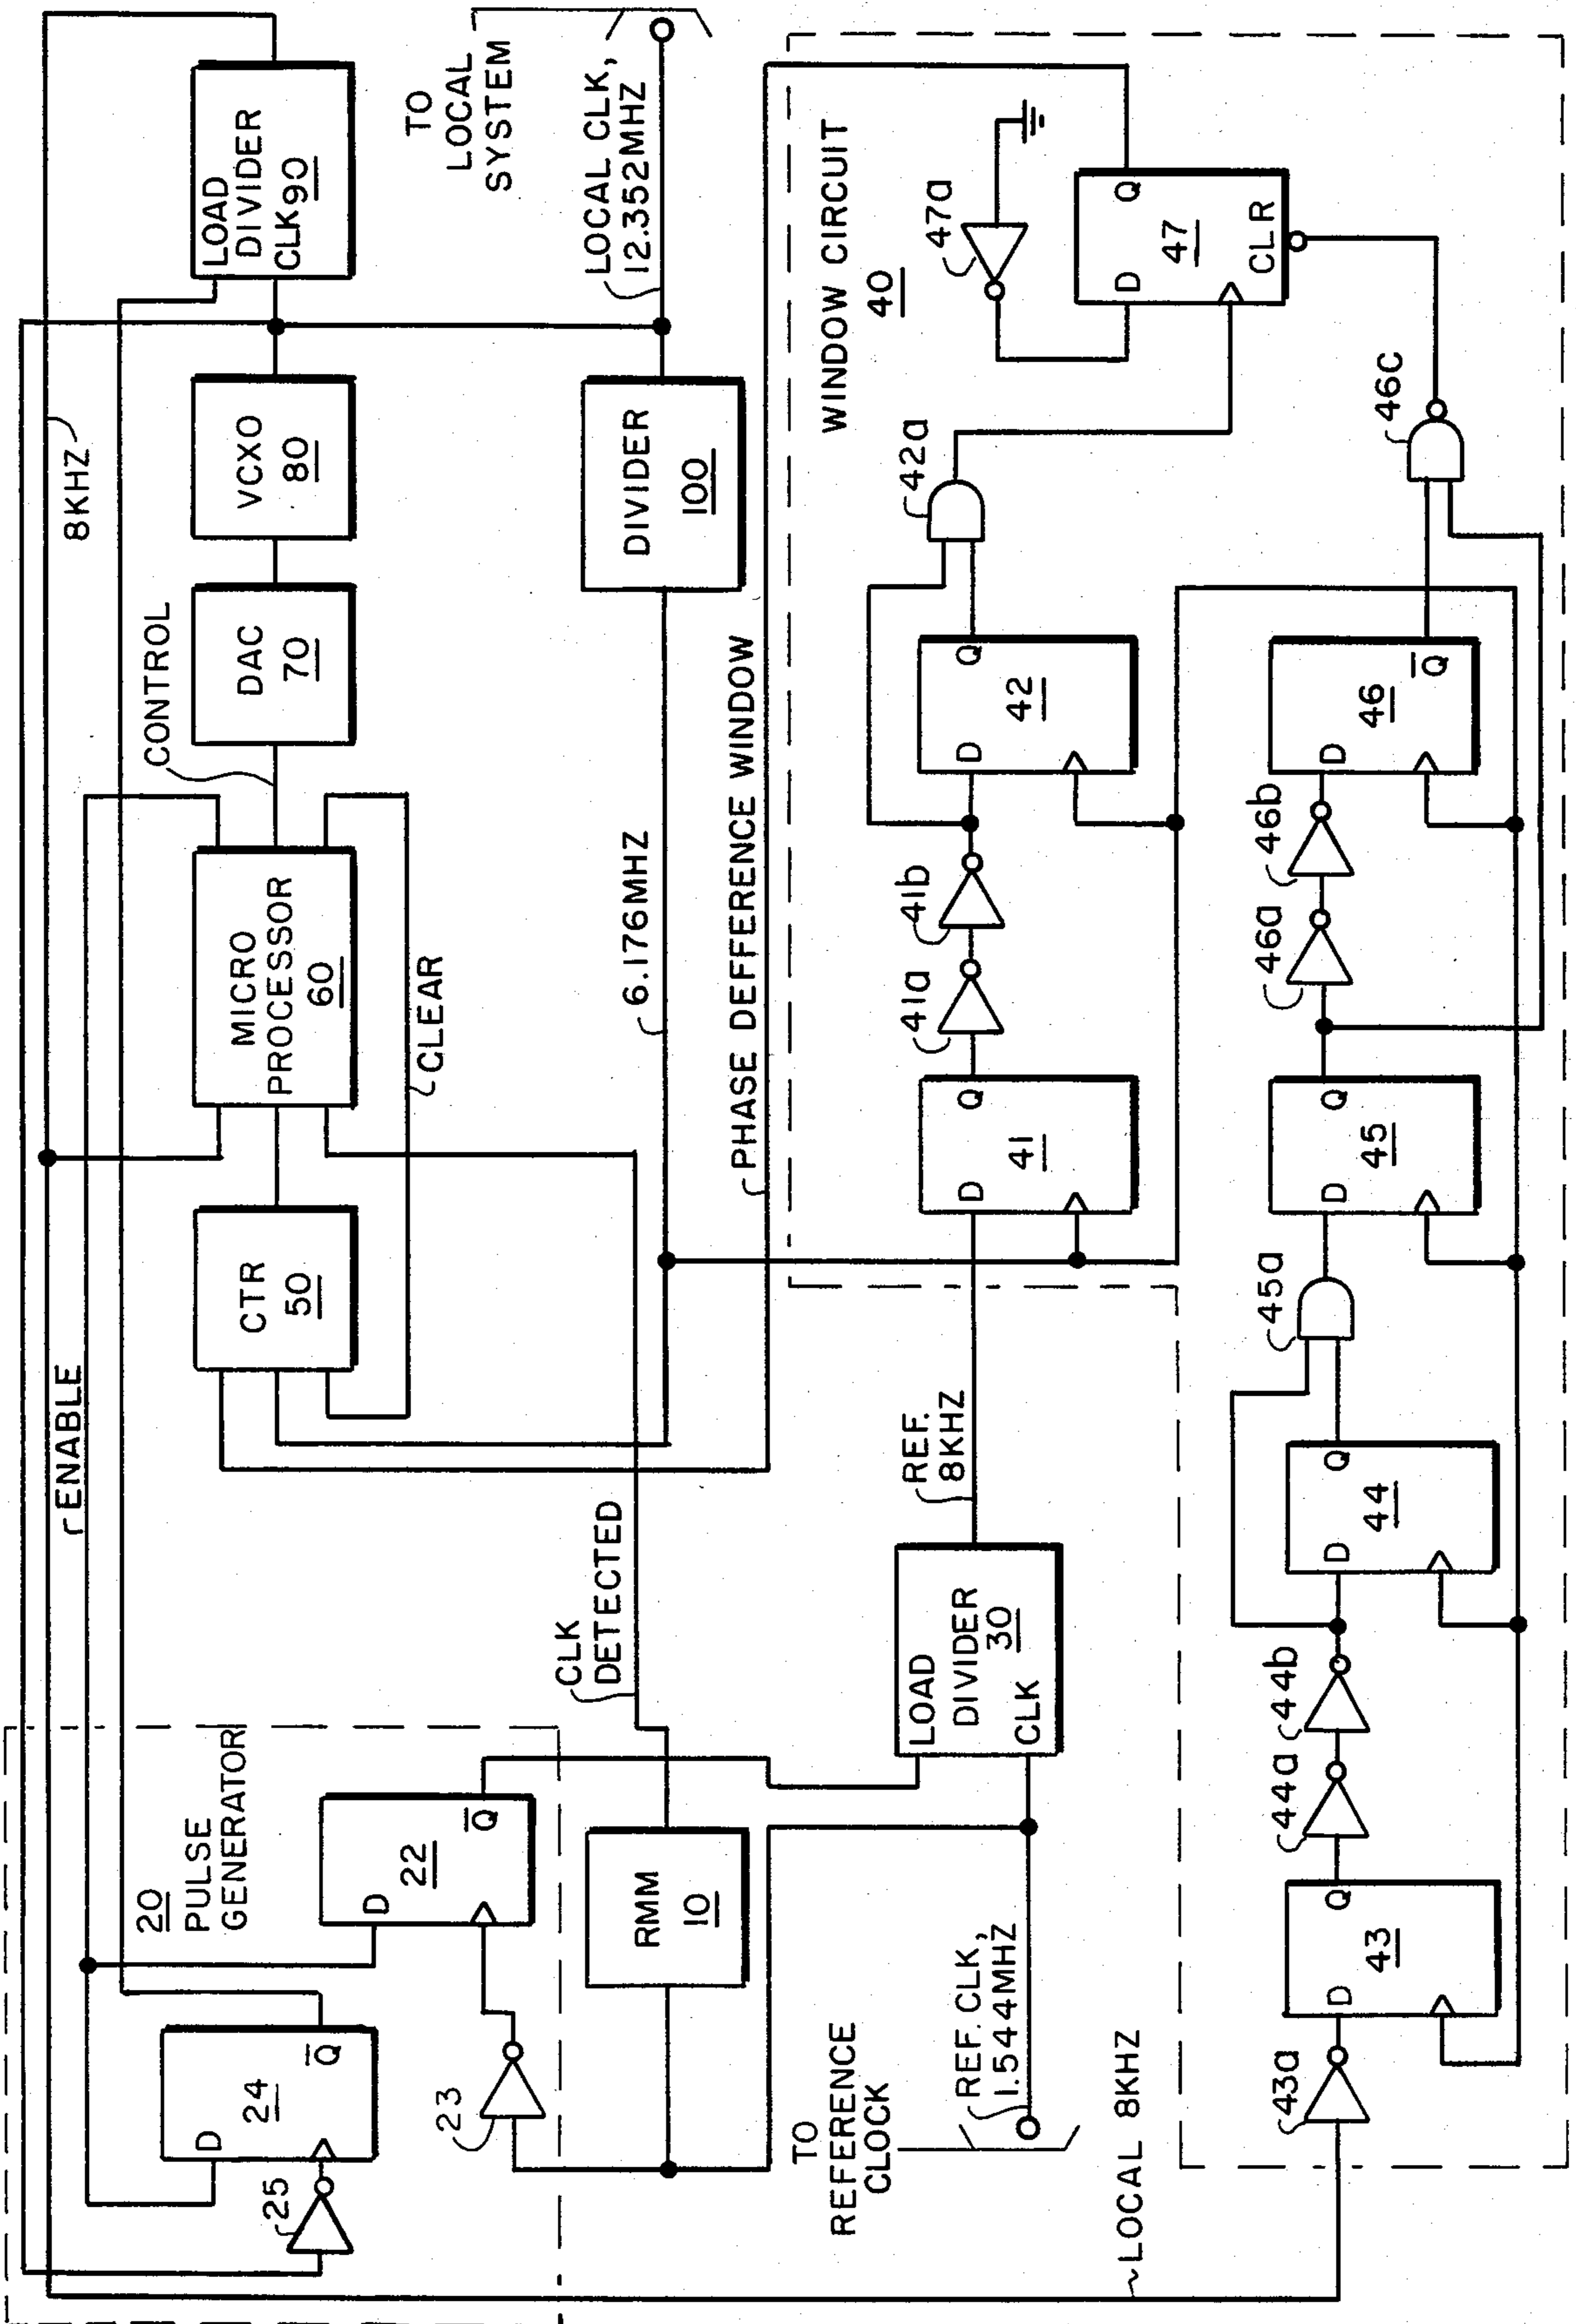 ENABLE
8KHZ
20
PULSE
GENERATOR
D
24
Q
25
D
22
Q
23
CTR
50
MICRO
PROCESSOR
60
CLEAR
CONTROL
DAC
70
VCXO
80
LOAD
DIVIDER
CLK 90
TO
LOCAL
SYSTEM
LOCAL CLK,
12.352MHZ
DIVIDER
100
6.176MHZ
CLK
DETECTED
RMM
10
PHASE DEFFERENCE WINDOW
TO
REFERENCE
CLOCK
REF. CLK,
1.544MHZ
LOAD
DIVIDER
30
CLK
REF.
8KHZ
WINDOW CIRCUIT
40
D
41
Q
41a
41b
D
42
Q
42a
47a
D
47
Q
CLR
LOCAL 8KHZ
43a
D
43
Q
44a
44b
D
44
Q
45a
D
45
Q
46a
46b
D
46
Q
46C